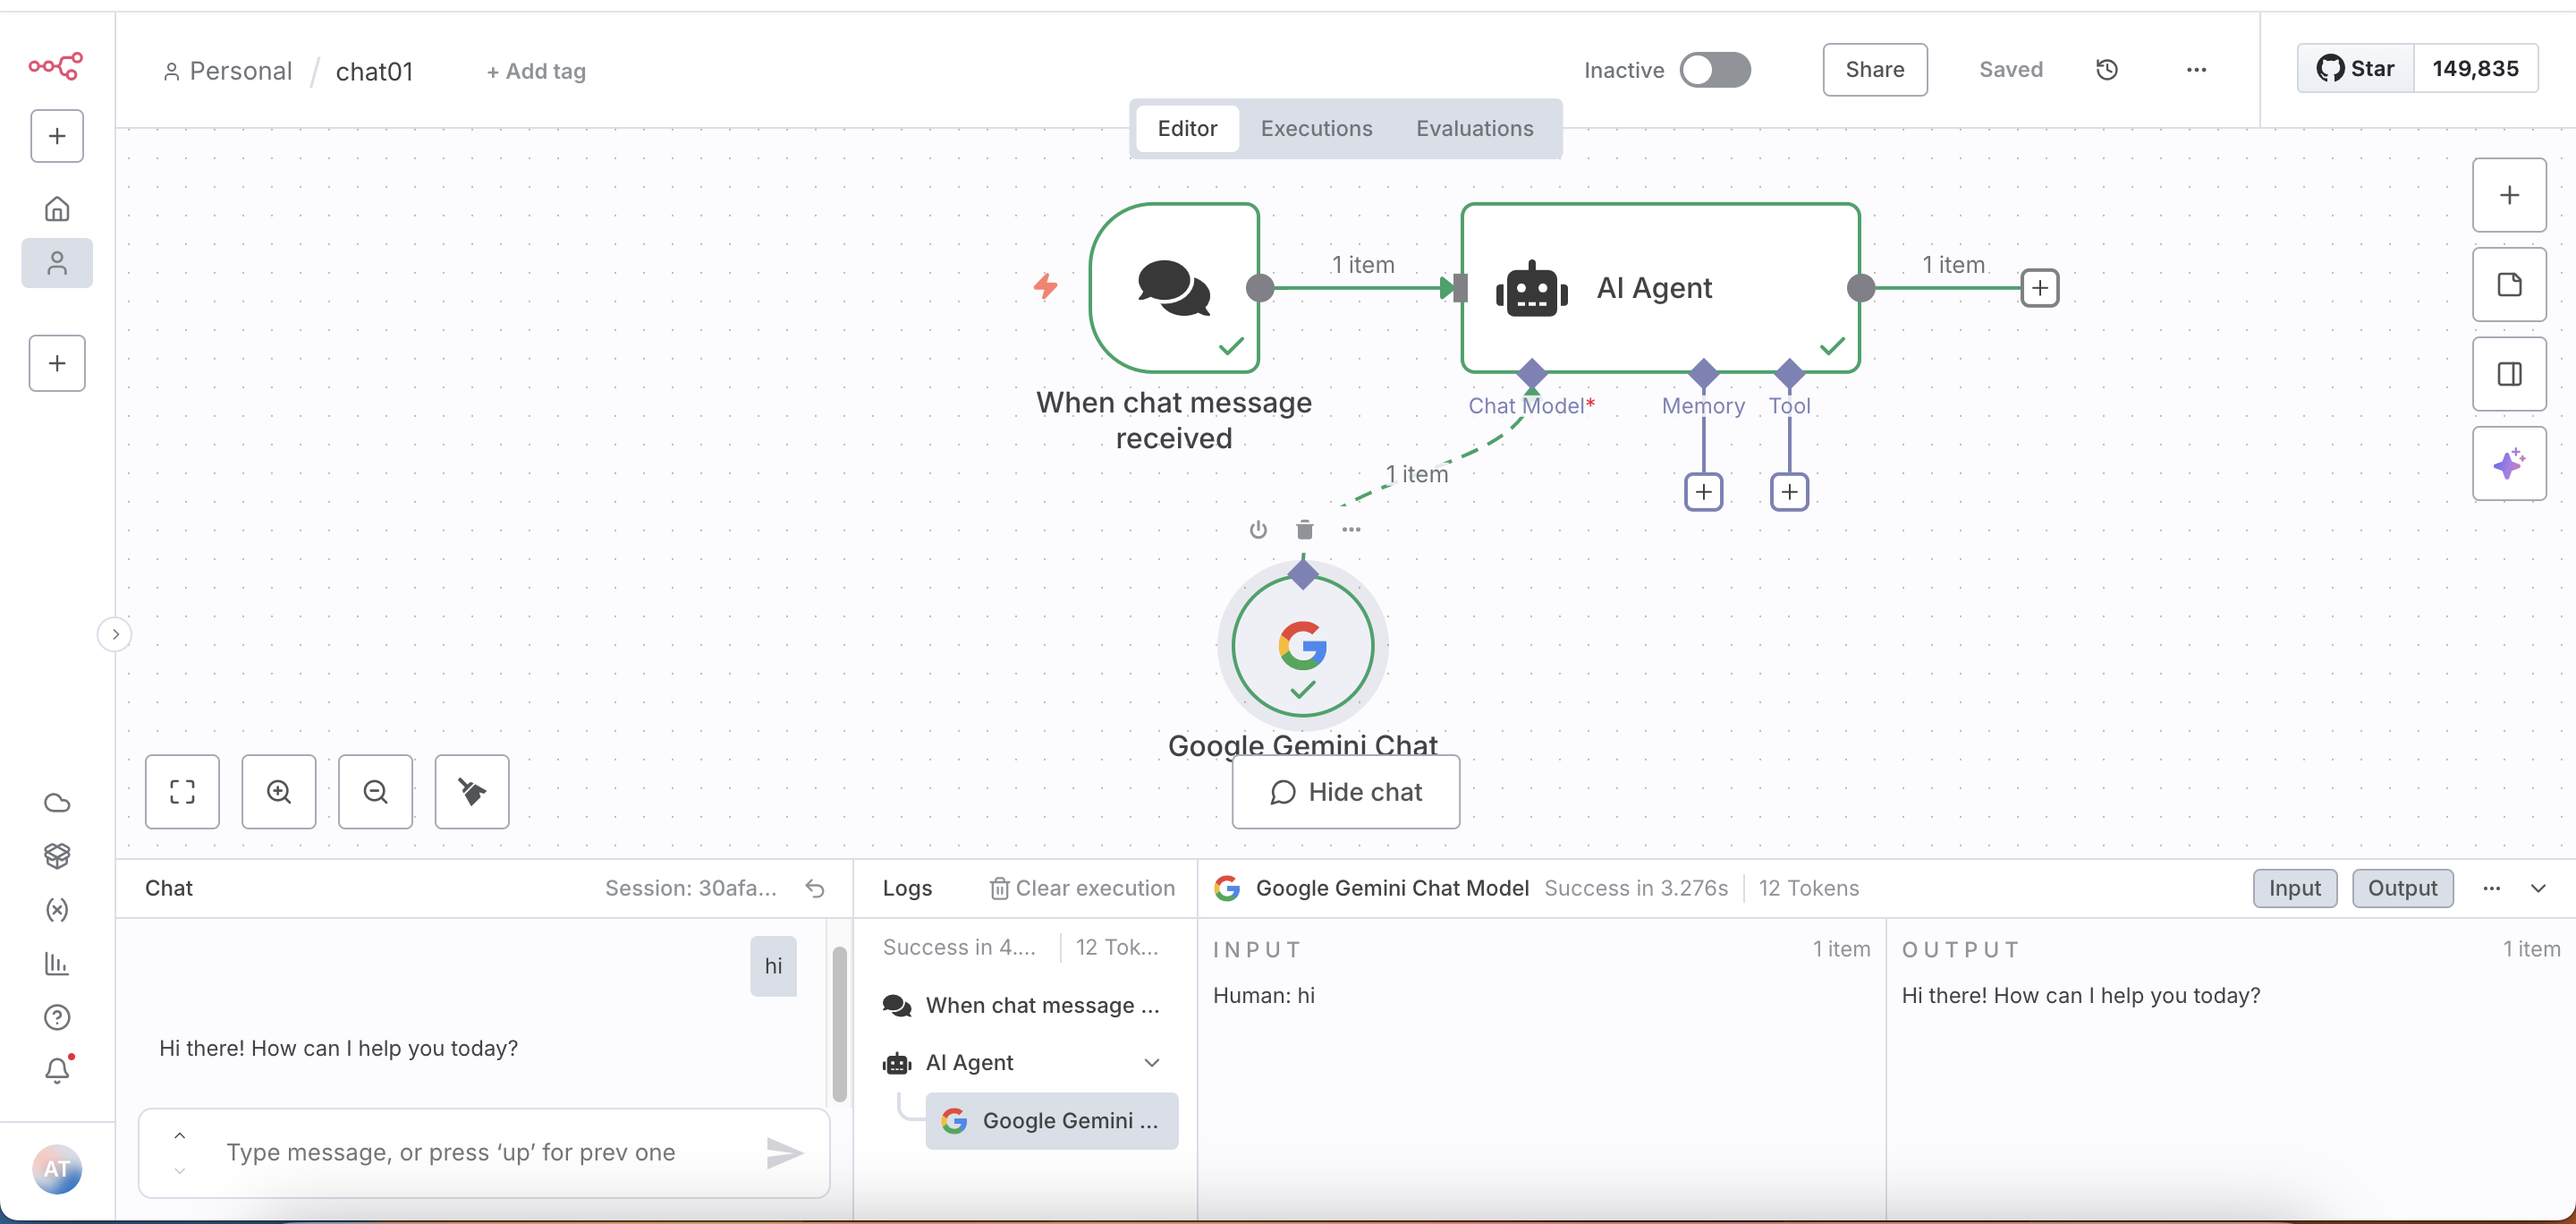 Personal / chat01
+ Add tag
Inactive
Share
Saved
Star
149,835
Editor
Executions
Evaluations
1 item
AI Agent
1 item
When chat message
received
Chat Model*
Memory
Tool
1 item
Google Gemini Chat
Hide chat
Chat
Session: 30afa...
Logs
Clear execution
Google Gemini Chat Model
Success in 3.276s
12 Tokens
Input
Output
hi
Hi there! How can I help you today?
Type message, or press ‘up’ for prev one
AT
Success in 4....
12 Tok...
When chat message ...
AI Agent
Google Gemini ...
INPUT
1 item
Human: hi
OUTPUT
1 item
Hi there! How can I help you today?